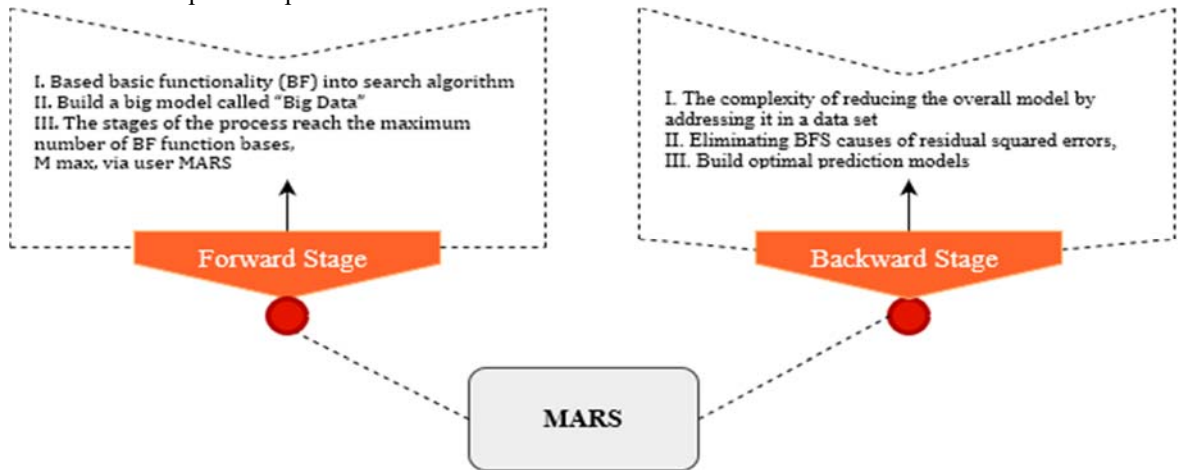 I. Based basic functionality (BF) into search algorithm
II. Build a big model called “Big Data”
III. The stages of the process reach the maximum
number of BF function bases,
M max, via user MARS
Forward Stage
I. The complexity of reducing the overall model by
addressing it in a data set
II. Eliminating BFS causes of residual squared errors,
III. Build optimal prediction models
Backward Stage
MARS